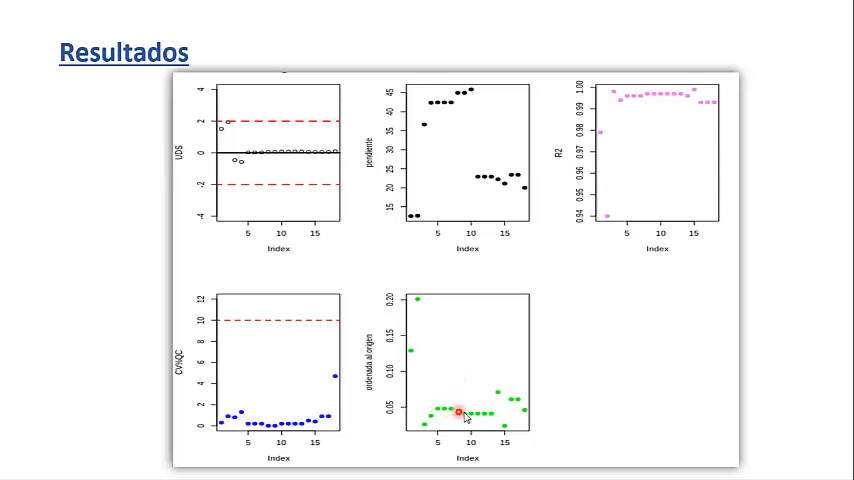 Resultados
UDS
4
2
0
-2
-4
5 10 15
Index
pendiente
45
40
35
30
25
20
15
5 10 15
Index
R2
1.00
0.99
0.98
0.97
0.96
0.95
0.94
5 10 15
Index
CV%QC
12
10
8
6
4
2
0
5 10 15
Index
ordenada al origen
0.20
0.15
0.10
0.05
5 10 15
Index